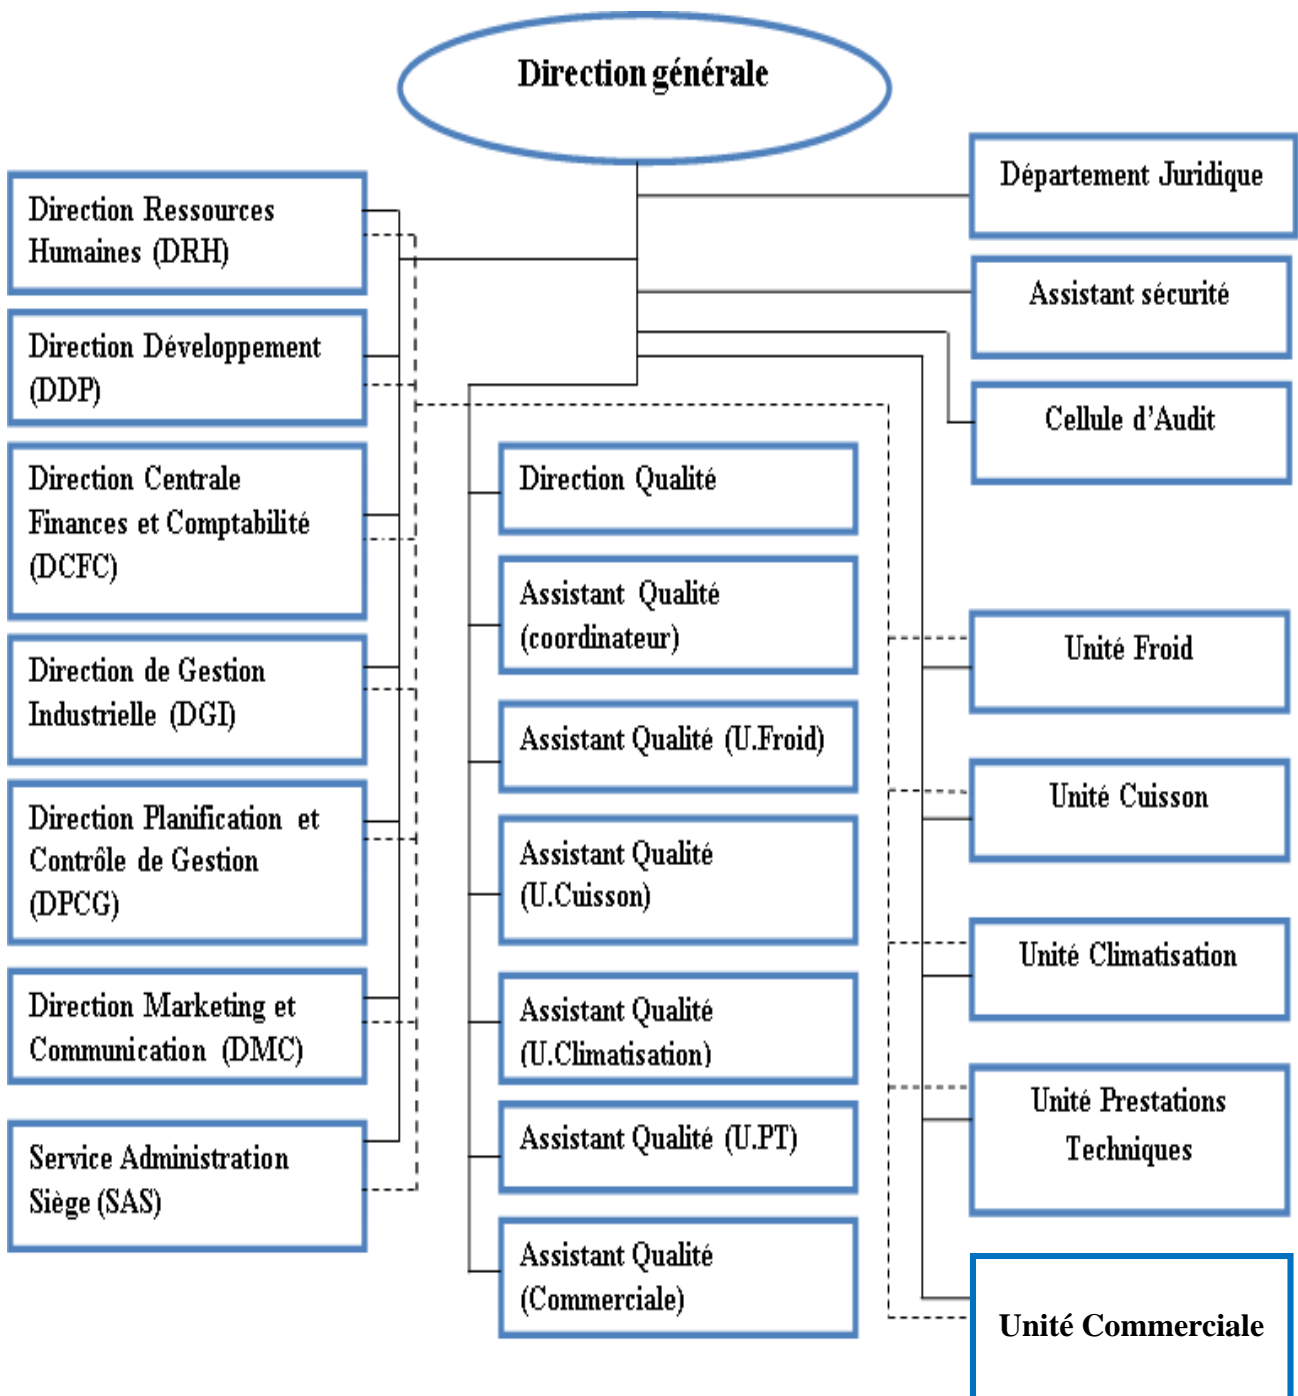 Direction générale
Direction Ressources
Humaines (DRH)
Direction Développement
(DDP)
Direction Centrale
Finances et Comptabilité
(DCFC)
Direction de Gestion
Industrielle (DGI)
Direction Planification et
Contrôle de Gestion
(DPCG)
Direction Marketing et
Communication (DMC)
Service Administration
Siège (SAS)
Direction Qualité
Assistant Qualité
(coordinateur)
Assistant Qualité (U.Froid)
Assistant Qualité
(U.Cuisson)
Assistant Qualité
(U.Climatisation)
Assistant Qualité (U.PT)
Assistant Qualité
(Commerciale)
Département Juridique
Assistant sécurité
Cellule d'Audit
Unité Froid
Unité Cuisson
Unité Climatisation
Unité Prestations
Techniques
Unité Commerciale